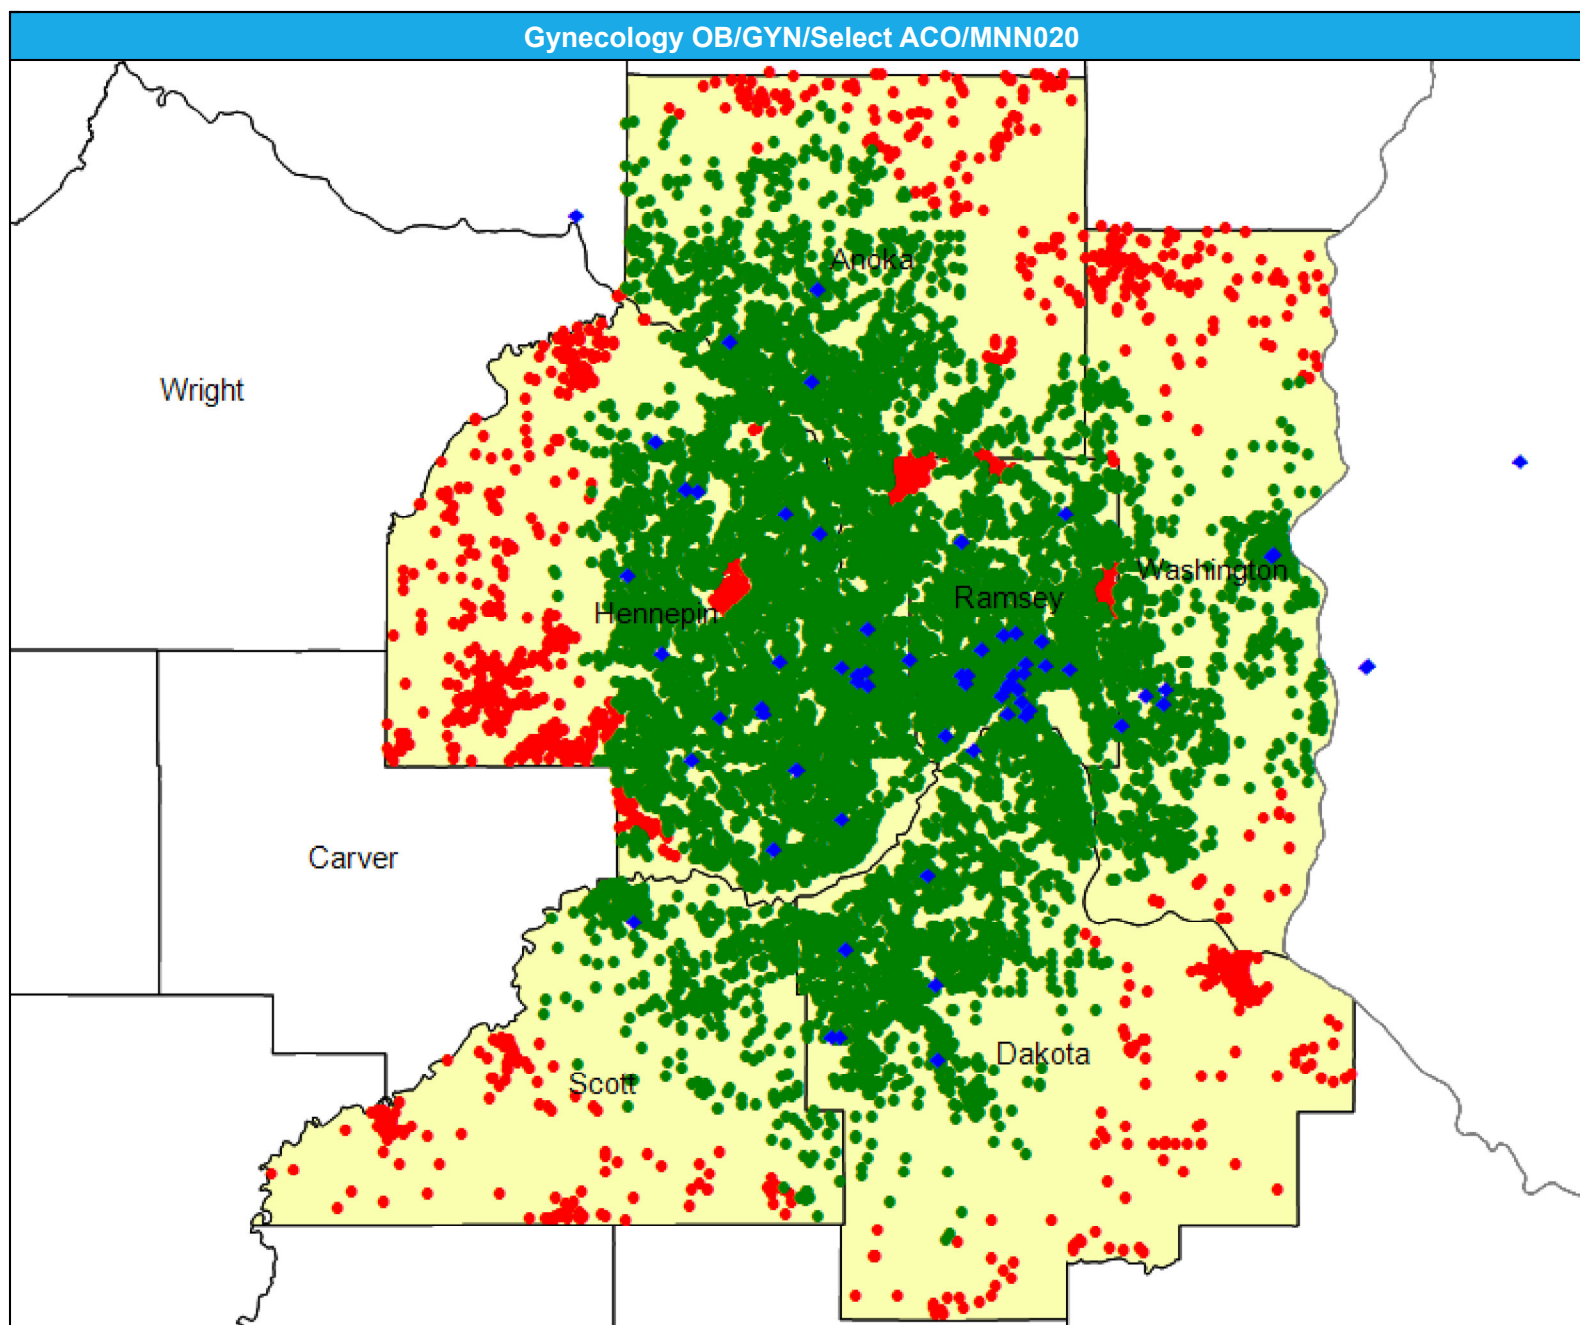 Gynecology OB/GYN/Select ACO/MNN020
Anoka
Wright
Washington
Ramsey
Hennepin
Carver
Dakota
Scott